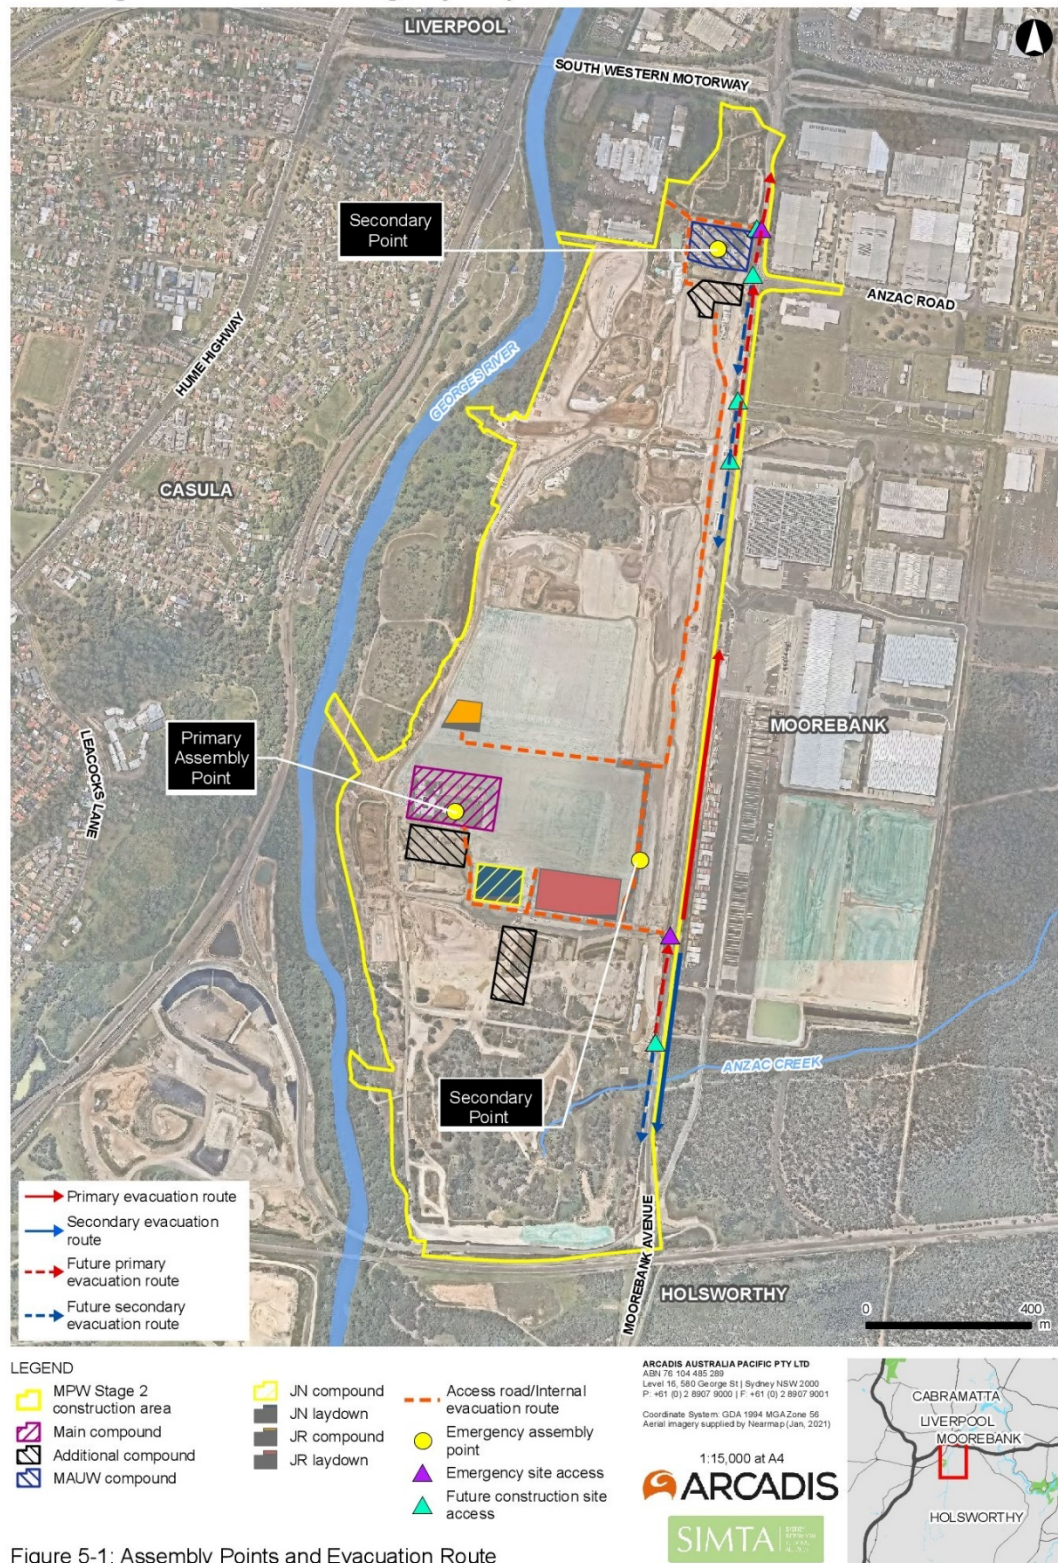 LIVERPOOL
SOUTH WESTERN MOTORWAY
Secondary
Point
ANZAC ROAD
HUME HIGHWAY
GEORGES RIVER
CASULA
LEACOCKS LANE
Primary
Assembly
Point
MOOREBANK
ANZAC CREEK
Secondary
Point
MOOREBANK AVENUE
HOLSWORTHY
0 400
m
Primary evacuation route
Secondary evacuation
route
Future primary
evacuation route
Future secondary
evacuation route
LEGEND
MPW Stage 2
construction area
Main compound
Additional compound
MAUW compound
JN compound
JN laydown
JR compound
JR laydown
Access road/Internal
evacuation route
Emergency assembly
point
Emergency site access
Future construction site
access
ARCADIS AUSTRALIA PACIFIC PTY LTD
ABN 76 104 485 289
Level 16, 580 George St | Sydney NSW 2000
P: +61 (0) 2 8907 9000 | F: +61 (0) 2 8907 9001
Coordinate System: GDA 1994 MGA Zone 56
Aerial imagery supplied by Nearmap (Jan, 2021)
1:15,000 at A4
ARCADIS
SIMTA
CABRAMATTA
LIVERPOOL
MOOREBANK
HOLSWORTHY
Figure 5-1: Assembly Points and Evacuation Route